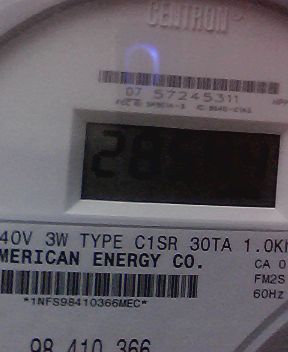 CENTRON
07 57245311
40V 3W TYPE C1SR 30TA 1.0K
MERICAN ENERGY CO.
CA 0
FM2S
60Hz
*1NFS98410366MEC*
98 410 366